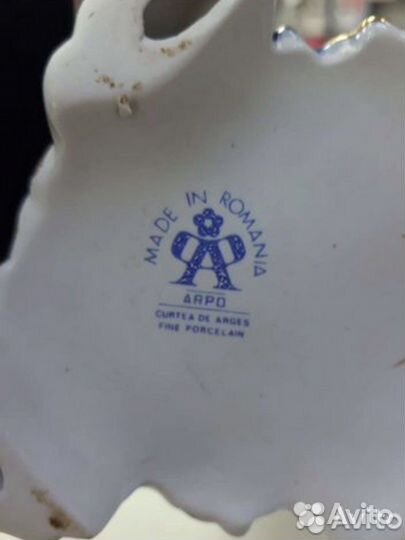 MADE IN ROMANIA
ARPO
CURTEA DE ARGES
FINE PORCELAIN
Avito